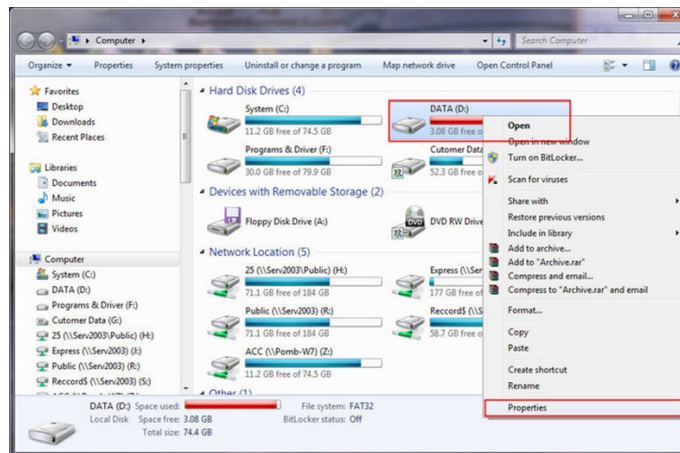 Computer
Search Computer
Organize Properties System properties Uninstall or change a program Map network drive Open Control Panel
Favorites
Desktop
Downloads
Recent Places
Libraries
Documents
Music
Pictures
Videos
Computer
System (C:)
DATA (D:)
Programs & Driver (F:)
Cutomer Data (G:)
25 (\\Serv2003\Public) (H:)
Express (\\Serv2003) (J:)
Public (\\Serv2003) (R:)
Reccord$ (\\Serv2003) (S:)
Hard Disk Drives (4)
System (C:)
11.2 GB free of 74.5 GB
DATA (D:)
3.08 GB free o
Programs & Driver (F:)
30.0 GB free of 79.9 GB
Cutomer Data
52.3 GB free o
Devices with Removable Storage (2)
Floppy Disk Drive (A:)
DVD RW Drive
Network Location (5)
25 (\\Serv2003\Public) (H:)
71.1 GB free of 184 GB
Express (\\Ser
177 GB free of
Public (\\Serv2003) (R:)
71.1 GB free of 184 GB
Reccord$ (\\S
58.7 GB free o
ACC (\\Pomb-W7) (Z:)
11.2 GB free of 74.5 GB
Other (1)
Open
Open in new window
Turn on BitLocker...
Scan for viruses
Share with
Restore previous versions
Include in library
Add to archive...
Add to "Archive.rar"
Compress and email...
Compress to "Archive.rar" and email
Format...
Copy
Paste
Create shortcut
Rename
Properties
DATA (D:) Space used: File system: FAT32
Local Disk Space free: 3.08 GB BitLocker status: Off
Total size: 74.4 GB